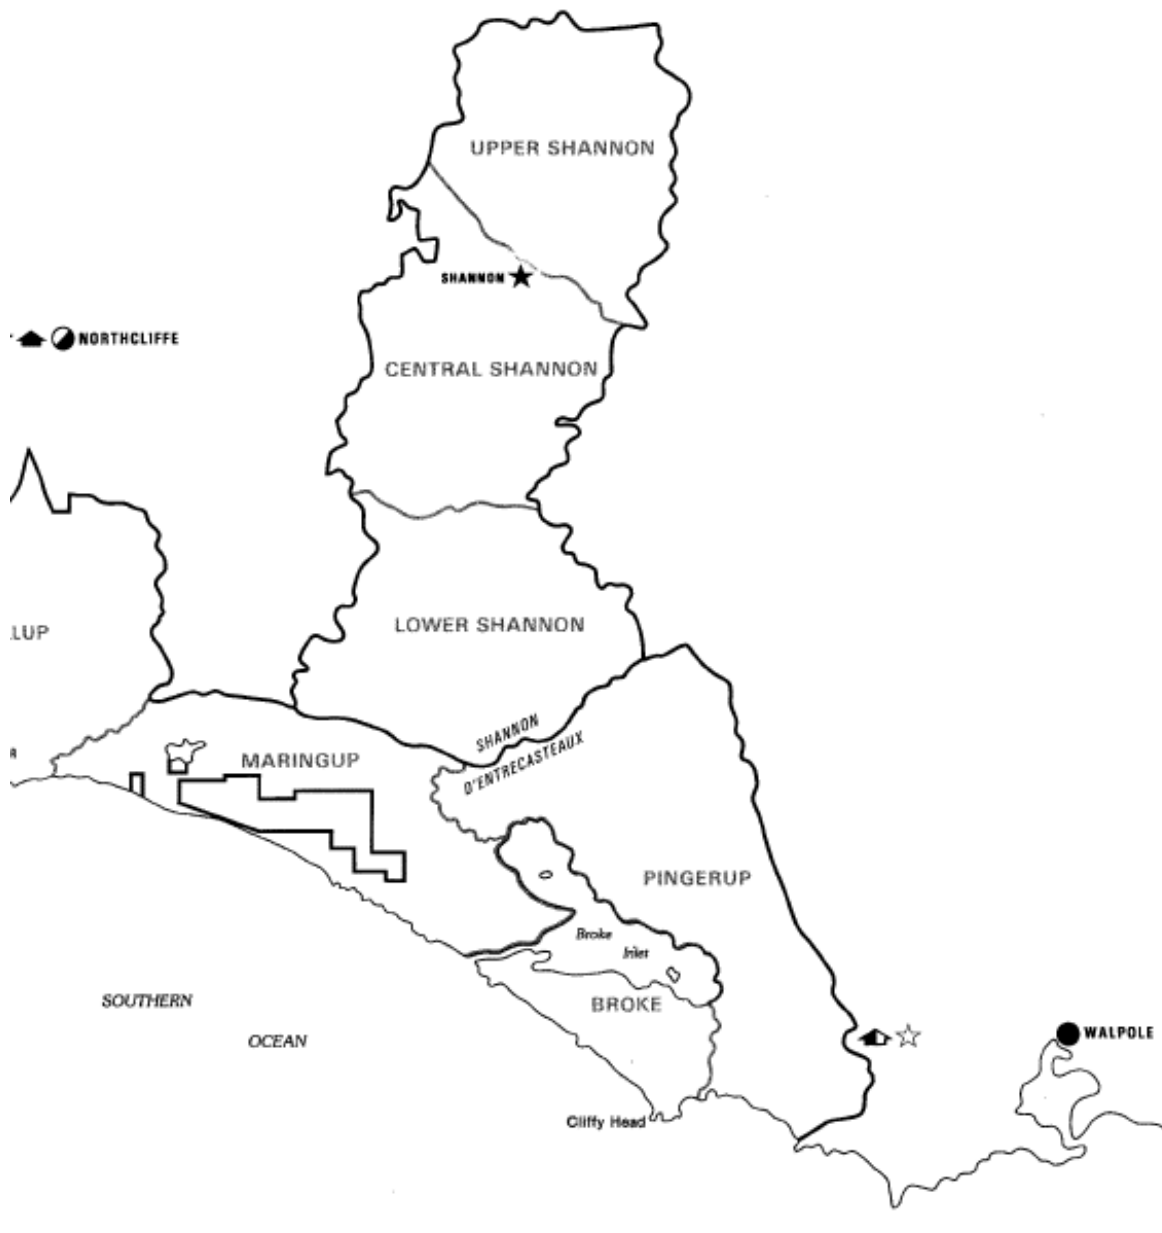 UPPER SHANNON
SHANNON
NORTHCLIFFE
CENTRAL SHANNON
LOWER SHANNON
LUP
SHANNON
D'ENTRECASTEAUX
MARINGUP
PINGERUP
Broke
Inlet
BROKE
SOUTHERN
OCEAN
WALPOLE
Cliffy Head